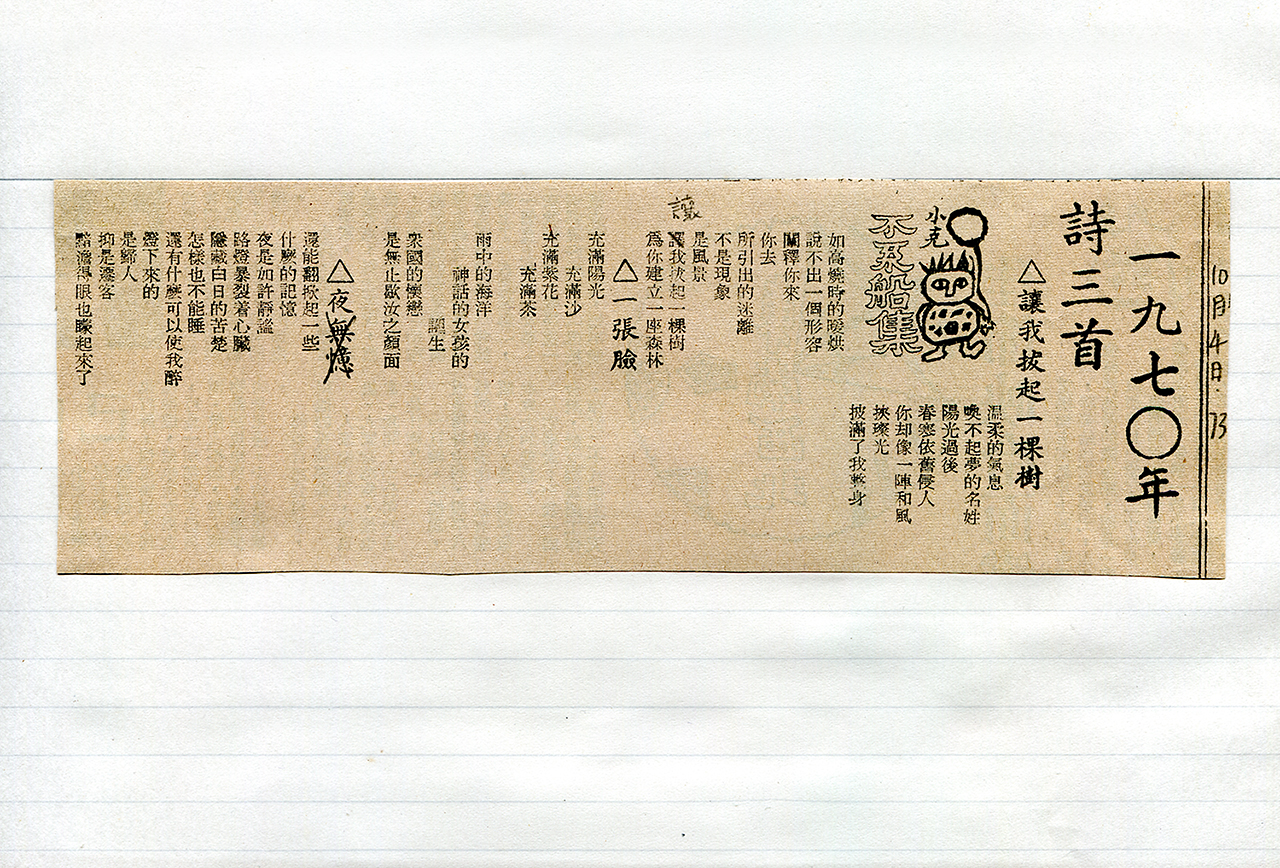 10月4日.73
一九七〇年
詩三首
△讓我拔起一棵樹
溫柔的氣息
喚不起夢的名姓
陽光過後
春寒依舊侵人
你却像一陣和風
挾璨光
披滿了我整身
小克
不系船集
如高燒時的暖烘
說不出一個形容
闡釋你來
你去
所引出的迷離
不是現象
是風景
讓
讓我拔起一棵樹
爲你建立一座森林
△一張臉
充滿陽光
充滿沙
充滿紫花
充滿茶
雨中的海洋
神話的女孩的
誕生
衆國的懷戀
是無止歇汝之顏面
△夜無憶
還能翻掀起一些
什麽的記憶
夜是如許靜謐
路燈暴裂着心臟
隱藏白日的苦楚
怎樣也不能睡
還有什麽可以使我醉
燈下來的
是歸人
抑是過客
黯澹得眼也矇起來了